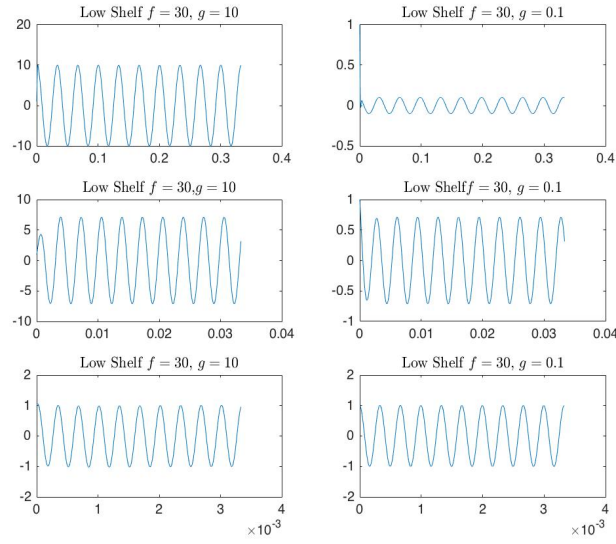 Low Shelf f = 30, g = 10
20
10
0
-10
0 0.1 0.2 0.3 0.4
Low Shelf f = 30, g = 0.1
1
0.5
0
-0.5
0 0.1 0.2 0.3 0.4
Low Shelf f = 30,g = 10
10
5
0
-5
-10
0 0.01 0.02 0.03 0.04
Low Shelff = 30, g = 0.1
1
0.5
0
-0.5
-1
0 0.01 0.02 0.03 0.04
Low Shelf f = 30, g = 10
2
1
0
-1
-2
0 1 2 3 4
×10⁻³
Low Shelf f = 30, g = 0.1
2
1
0
-1
-2
0 1 2 3 4
×10⁻³